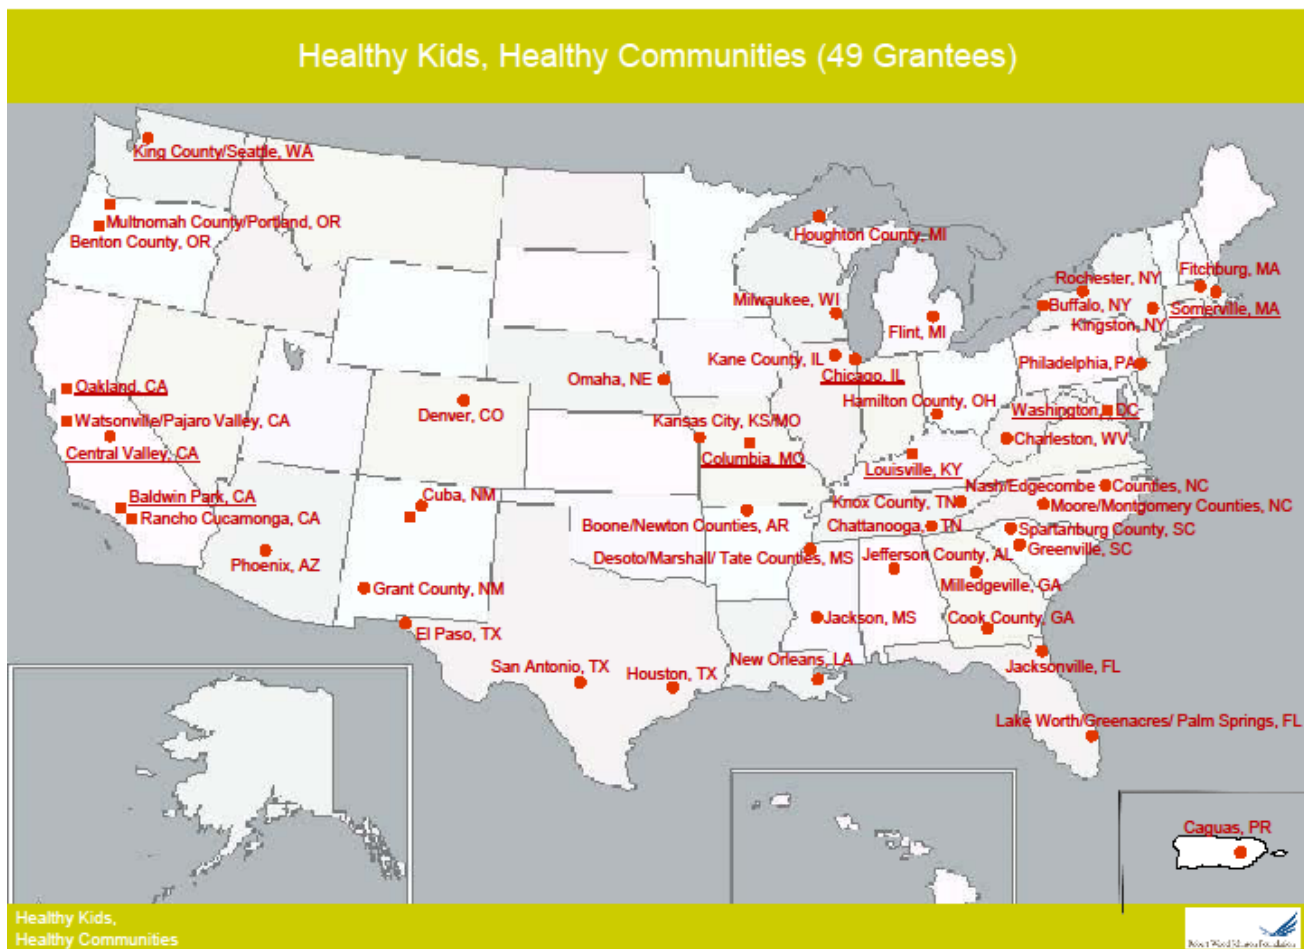 Healthy Kids, Healthy Communities (49 Grantees)
King County/Seattle, WA
Multnomah County/Portland, OR
Benton County, OR
Houghton County, MI
Rochester, NY
Fitchburg, MA
Milwaukee, WI
Buffalo, NY
Somerville, MA
Flint, MI
Kingston, NY
Kane County, IL
Philadelphia, PA
Omaha, NE
Chicago, IL
Oakland, CA
Denver, CO
Hamilton County, OH
Washington, DC
Watsonville/Pajaro Valley, CA
Kansas City, KS/MO
Charleston, WV
Central Valley, CA
Columbia, MO
Louisville, KY
Baldwin Park, CA
Cuba, NM
Knox County, TN
Nash/Edgecombe Counties, NC
Rancho Cucamonga, CA
Boone/Newton Counties, AR
Chattanooga, TN
Moore/Montgomery Counties, NC
Spartanburg County, SC
Phoenix, AZ
Desoto/Marshall/ Tate Counties, MS
Jefferson County, AL
Greenville, SC
Grant County, NM
Milledgeville, GA
Jackson, MS
Cook County, GA
El Paso, TX
San Antonio, TX
Houston, TX
New Orleans, LA
Jacksonville, FL
Lake Worth/Greenacres/ Palm Springs, FL
Caguas, PR
Healthy Kids,
Healthy Communities
Robert Wood Johnson Foundation